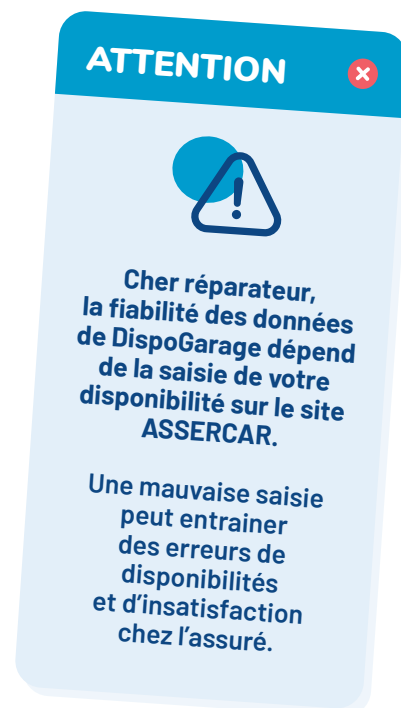 ATTENTION
Cher réparateur,
la fiabilité des données
de DispoGarage dépend
de la saisie de votre
disponibilité sur le site
ASSERCAR.
Une mauvaise saisie
peut entrainer
des erreurs de
disponibilités
et d'insatisfaction
chez l'assuré.